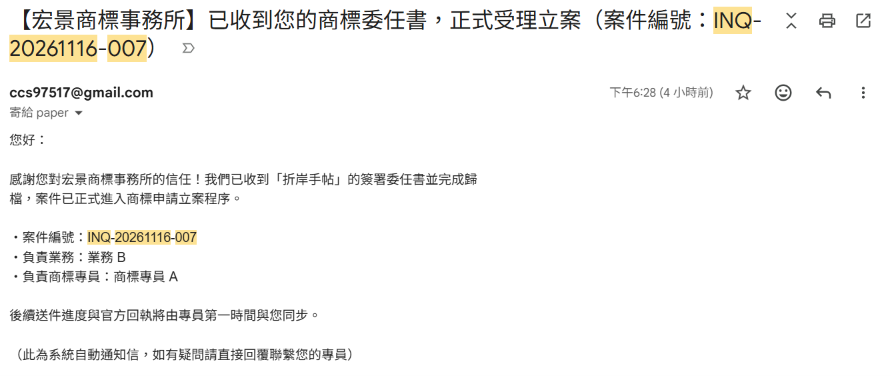 【宏景商標事務所】已收到您的商標委任書，正式受理立案（案件編號：INQ-
20261116-007）
ccs97517@gmail.com
下午6:28 (4 小時前)
寄給 paper
您好：
感謝您對宏景商標事務所的信任！我們已收到「折岸手帖」的簽署委任書並完成歸
檔，案件已正式進入商標申請立案程序。
・案件編號：INQ-20261116-007
・負責業務：業務 B
・負責商標專員：商標專員 A
後續送件進度與官方回執將由專員第一時間與您同步。
（此為系統自動通知信，如有疑問請直接回覆聯繫您的專員）